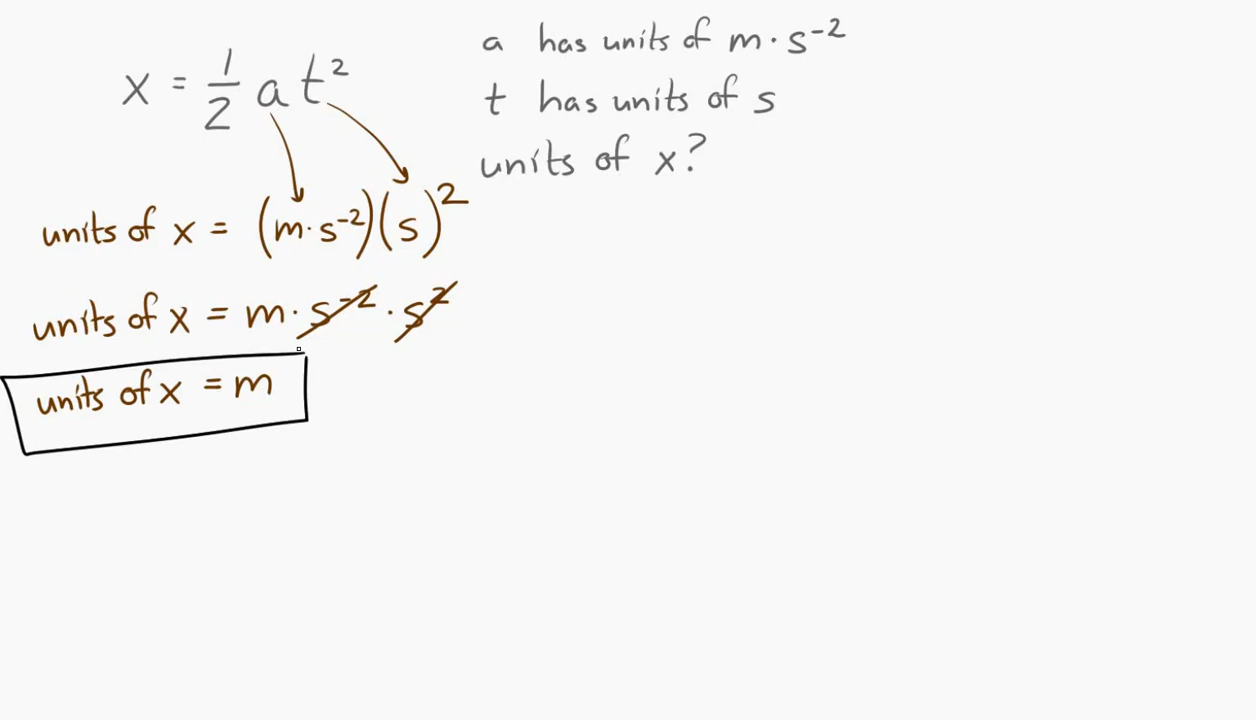 x = 1/2 a t²
a has units of m · s⁻²
t has units of s
units of x?
units of x = (m · s⁻²)(s)²
units of x = m · s⁻² · s²
units of x = m